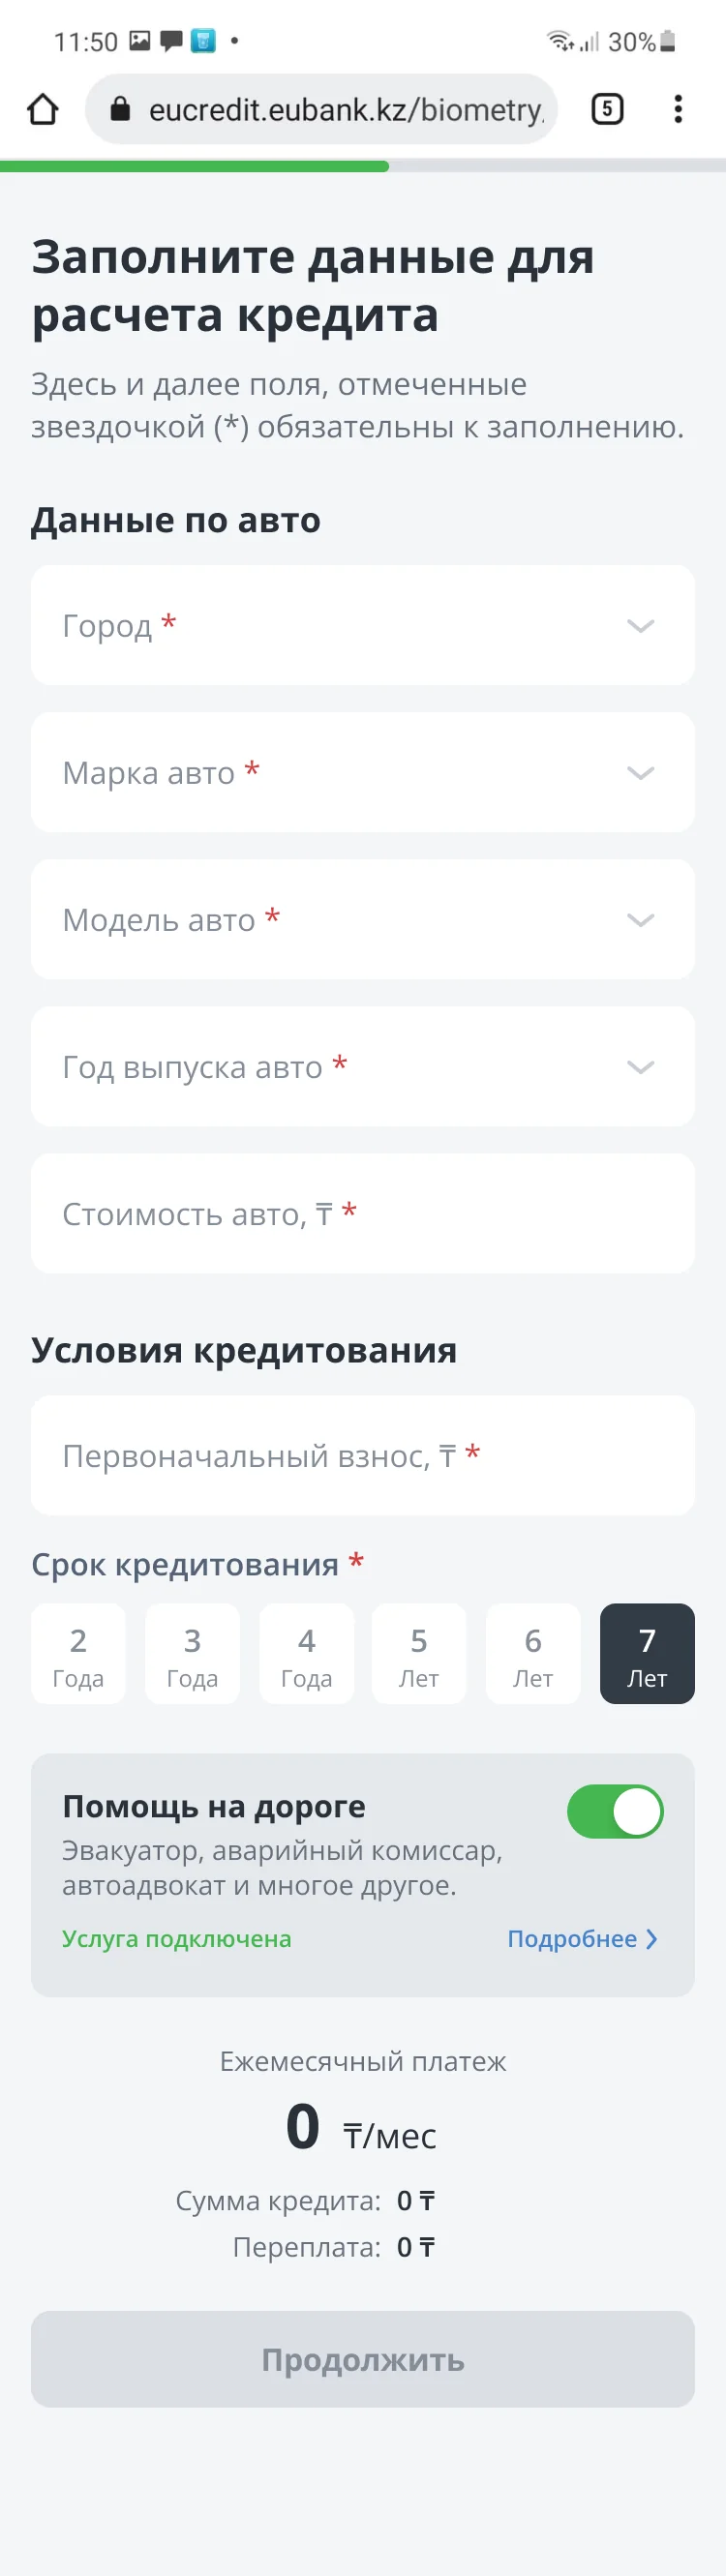 11:50
30%
eucredit.eubank.kz/biometry
5
Заполните данные для
расчета кредита
Здесь и далее поля, отмеченные
звездочкой (*) обязательны к заполнению.
Данные по авто
Город *
Марка авто *
Модель авто *
Год выпуска авто *
Стоимость авто, ₸ *
Условия кредитования
Первоначальный взнос, ₸ *
Срок кредитования *
2 3 4 5 6 7
Года Года Года Лет Лет Лет
Помощь на дороге
Эвакуатор, аварийный комиссар,
автоадвокат и многое другое.
Услуга подключена Подробнее
Ежемесячный платеж
0 ₸/мес
Сумма кредита: 0 ₸
Переплата: 0 ₸
Продолжить